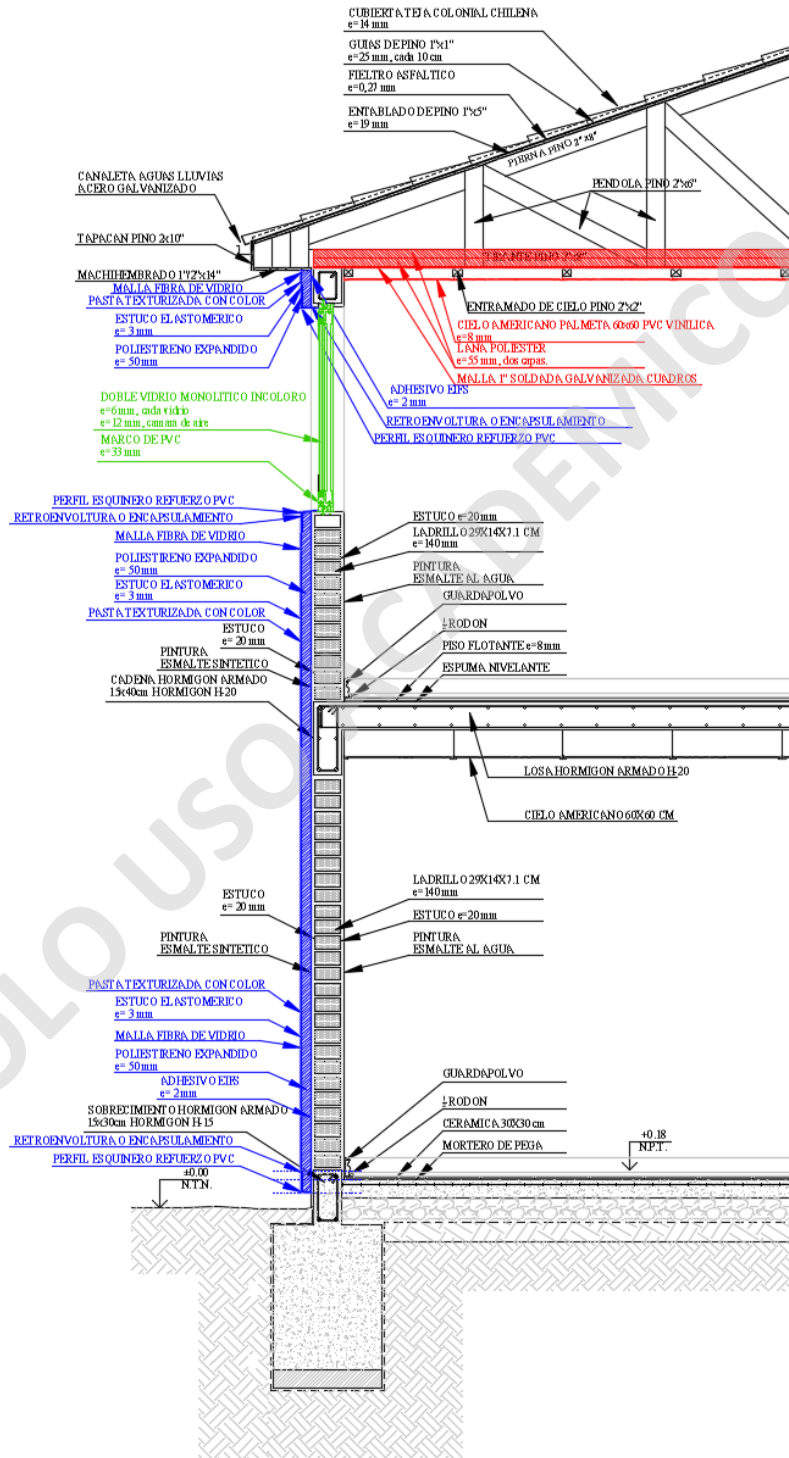 CUBIERTA TEJA COLONIAL CHILENA
e=14 mm
GUIAS DE PINO 1"x1"
e=25 mm, cada 10 cm
FIELTRO ASFALTICO
e=0,27 mm
ENTABLADO DE PINO 1"x5"
e=19 mm
PIERNA PINO 2"x8"
CANALETA AGUAS LLUVIAS
ACERO GALVANIZADO
PENDOLA PINO 2"x6"
TAPACAN PINO 2x10"
TIRANTE PINO 2"x8"
MACHIHEMBRADO 1"1/2"x14"
MALLA FIBRA DE VIDRIO
PASTA TEXTURIZADA CON COLOR
ESTUCO ELASTOMERICO
e= 3 mm
POLIESTIRENO EXPANDIDO
e= 50 mm
ENTRAMADO DE CIELO PINO 2"x2"
CIELO AMERICANO PALMETA 60x60 PVC VINILICA
e=8 mm
LANA POLIESTER
e=55 mm, dos capas.
MALLA 1" SOLDADA GALVANIZADA CUADROS
ADHESIVO EIFS
e= 2 mm
RETROENVOLTURA O ENCAPSULAMIENTO
PERFIL ESQUINERO REFUERZO PVC
DOBLE VIDRIO MONOLITICO INCOLORO
e=6 mm, cada vidrio
e=12 mm, camara de aire
MARCO DE PVC
e=33 mm
PERFIL ESQUINERO REFUERZO PVC
RETROENVOLTURA O ENCAPSULAMIENTO
MALLA FIBRA DE VIDRIO
POLIESTIRENO EXPANDIDO
e= 50 mm
ESTUCO ELASTOMERICO
e= 3 mm
PASTA TEXTURIZADA CON COLOR
ESTUCO
e= 20 mm
PINTURA
ESMALTE SINTETICO
CADENA HORMIGON ARMADO
15x40cm HORMIGON H-20
ESTUCO e=20mm
LADRILLO 29X14X7.1 CM
e=140mm
PINTURA
ESMALTE AL AGUA
GUARDAPOLVO
1/2 RODON
PISO FLOTANTE e=8mm
ESPUMA NIVELANTE
LOSA HORMIGON ARMADO H-20
CIELO AMERICANO 60X60 CM
ESTUCO
e= 20 mm
PINTURA
ESMALTE SINTETICO
LADRILLO 29X14X7.1 CM
e=140mm
ESTUCO e=20mm
PINTURA
ESMALTE AL AGUA
PASTA TEXTURIZADA CON COLOR
ESTUCO ELASTOMERICO
e= 3 mm
MALLA FIBRA DE VIDRIO
POLIESTIRENO EXPANDIDO
e= 50 mm
ADHESIVO EIFS
e= 2mm
SOBRECIMIENTO HORMIGON ARMADO
15x30cm HORMIGON H-15
RETROENVOLTURA O ENCAPSULAMIENTO
PERFIL ESQUINERO REFUERZO PVC
±0.00
N.T.N.
GUARDAPOLVO
1/2 RODON
CERAMICA 30X30 cm
MORTERO DE PEGA
+0.18
N.P.T.
SOLO USO ACADÉMICO